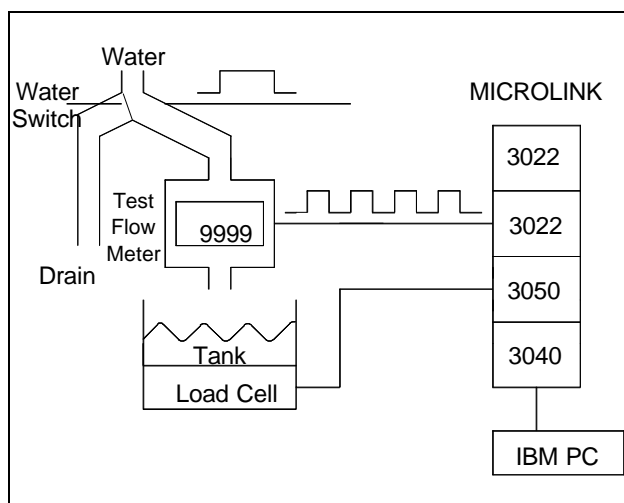 Water
Water
Switch
MICROLINK
3022
Test
Flow
Meter
9999
3022
Drain
3050
Tank
3040
Load Cell
IBM PC